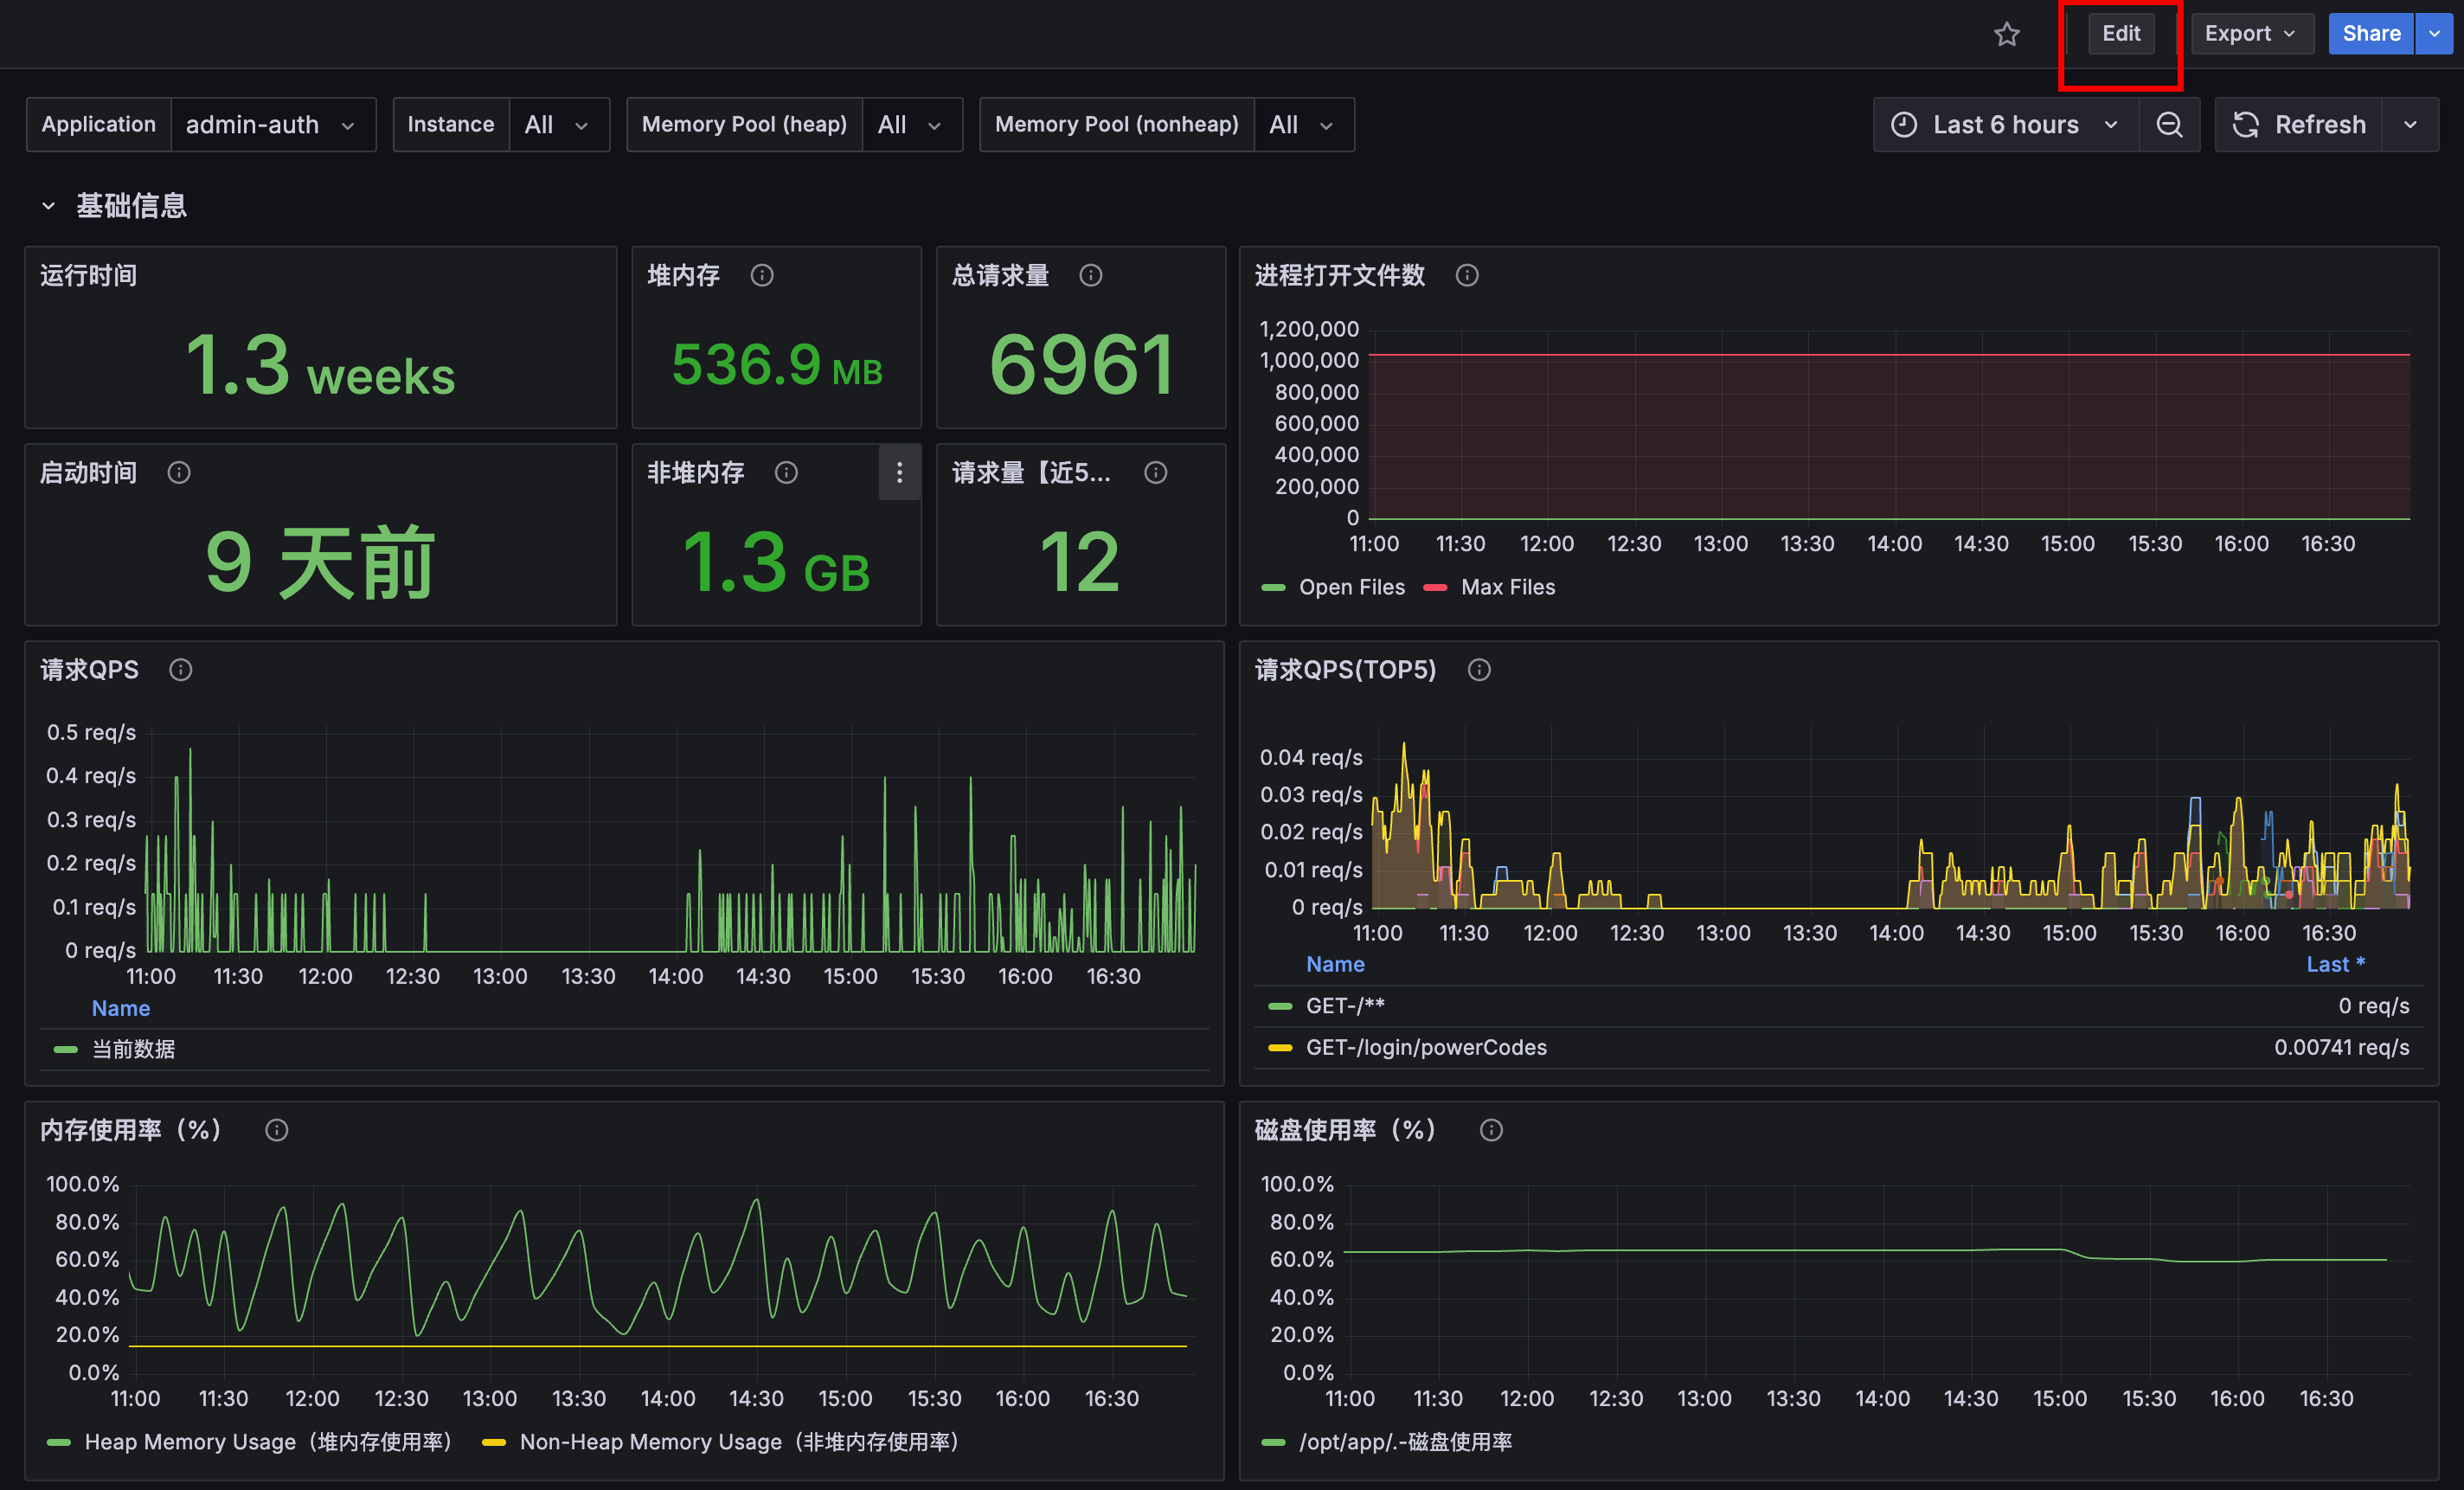 Edit
Export
Share
Application admin-auth
Instance All
Memory Pool (heap) All
Memory Pool (nonheap) All
Last 6 hours
Refresh
基础信息
运行时间
1.3 weeks
堆内存
536.9 MB
总请求量
6961
进程打开文件数
1,200,000
1,000,000
800,000
600,000
400,000
200,000
0
11:00 11:30 12:00 12:30 13:00 13:30 14:00 14:30 15:00 15:30 16:00 16:30
Open Files Max Files
启动时间
9 天前
非堆内存
1.3 GB
请求量【近5...
12
请求QPS
0.5 req/s
0.4 req/s
0.3 req/s
0.2 req/s
0.1 req/s
0 req/s
11:00 11:30 12:00 12:30 13:00 13:30 14:00 14:30 15:00 15:30 16:00 16:30
Name
当前数据
请求QPS(TOP5)
0.04 req/s
0.03 req/s
0.02 req/s
0.01 req/s
0 req/s
11:00 11:30 12:00 12:30 13:00 13:30 14:00 14:30 15:00 15:30 16:00 16:30
Name Last *
GET-/** 0 req/s
GET-/login/powerCodes 0.00741 req/s
内存使用率（%）
100.0%
80.0%
60.0%
40.0%
20.0%
0.0%
11:00 11:30 12:00 12:30 13:00 13:30 14:00 14:30 15:00 15:30 16:00 16:30
Heap Memory Usage（堆内存使用率） Non-Heap Memory Usage（非堆内存使用率）
磁盘使用率（%）
100.0%
80.0%
60.0%
40.0%
20.0%
0.0%
11:00 11:30 12:00 12:30 13:00 13:30 14:00 14:30 15:00 15:30 16:00 16:30
/opt/app/.-磁盘使用率